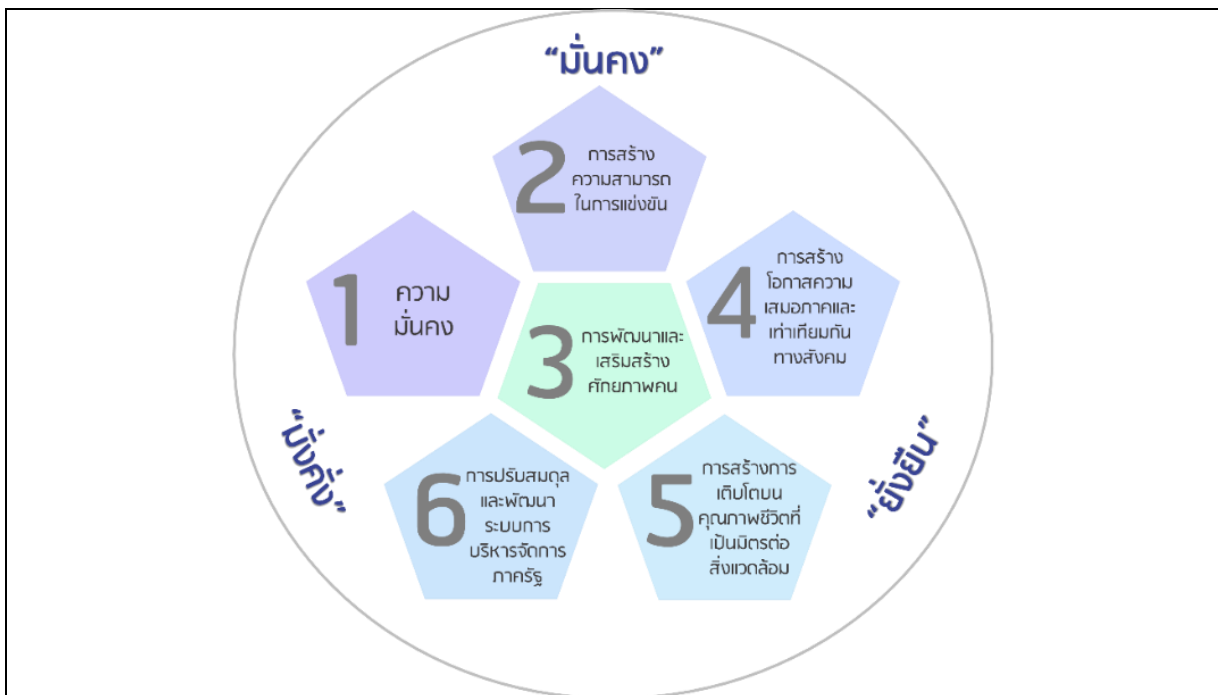 “มั่นคง”
2
การสร้าง
ความสามารถ
ในการแข่งขัน
1
ความ
มั่นคง
4
การสร้าง
โอกาสความ
เสมอภาคและ
เท่าเทียมกัน
ทางสังคม
3
การพัฒนาและ
เสริมสร้าง
ศักยภาพคน
“มั่งคั่ง”
“ยั่งยืน”
6
การปรับสมดุล
และพัฒนา
ระบบการ
บริหารจัดการ
ภาครัฐ
5
การสร้างการ
เติบโตบน
คุณภาพชีวิตที่
เป็นมิตรต่อ
สิ่งแวดล้อม